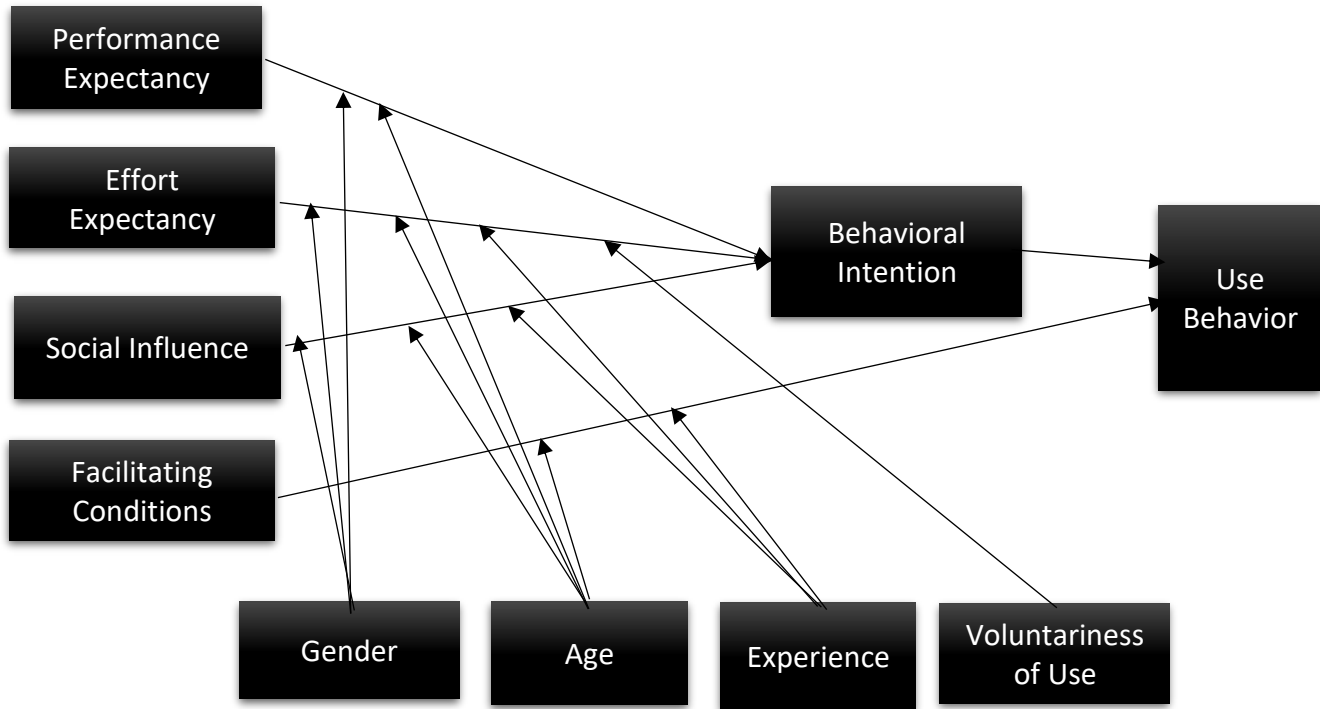 Performance
Expectancy
Effort
Expectancy
Social Influence
Facilitating
Conditions
Behavioral
Intention
Use
Behavior
Gender
Age
Experience
Voluntariness
of Use